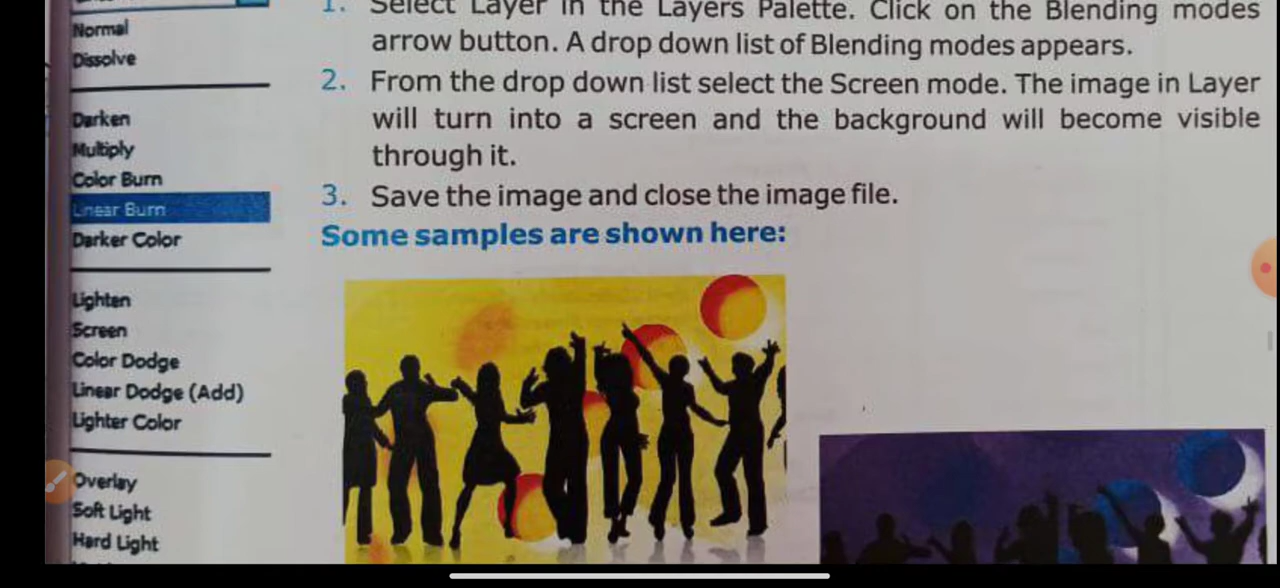 Normal
Dissolve
Darken
Multiply
Color Burn
Linear Burn
Darker Color
Lighten
Screen
Color Dodge
Linear Dodge (Add)
Lighter Color
Overlay
Soft Light
Hard Light
1. Select Layer in the Layers Palette. Click on the Blending modes
arrow button. A drop down list of Blending modes appears.
2. From the drop down list select the Screen mode. The image in Layer
will turn into a screen and the background will become visible
through it.
3. Save the image and close the image file.
Some samples are shown here: